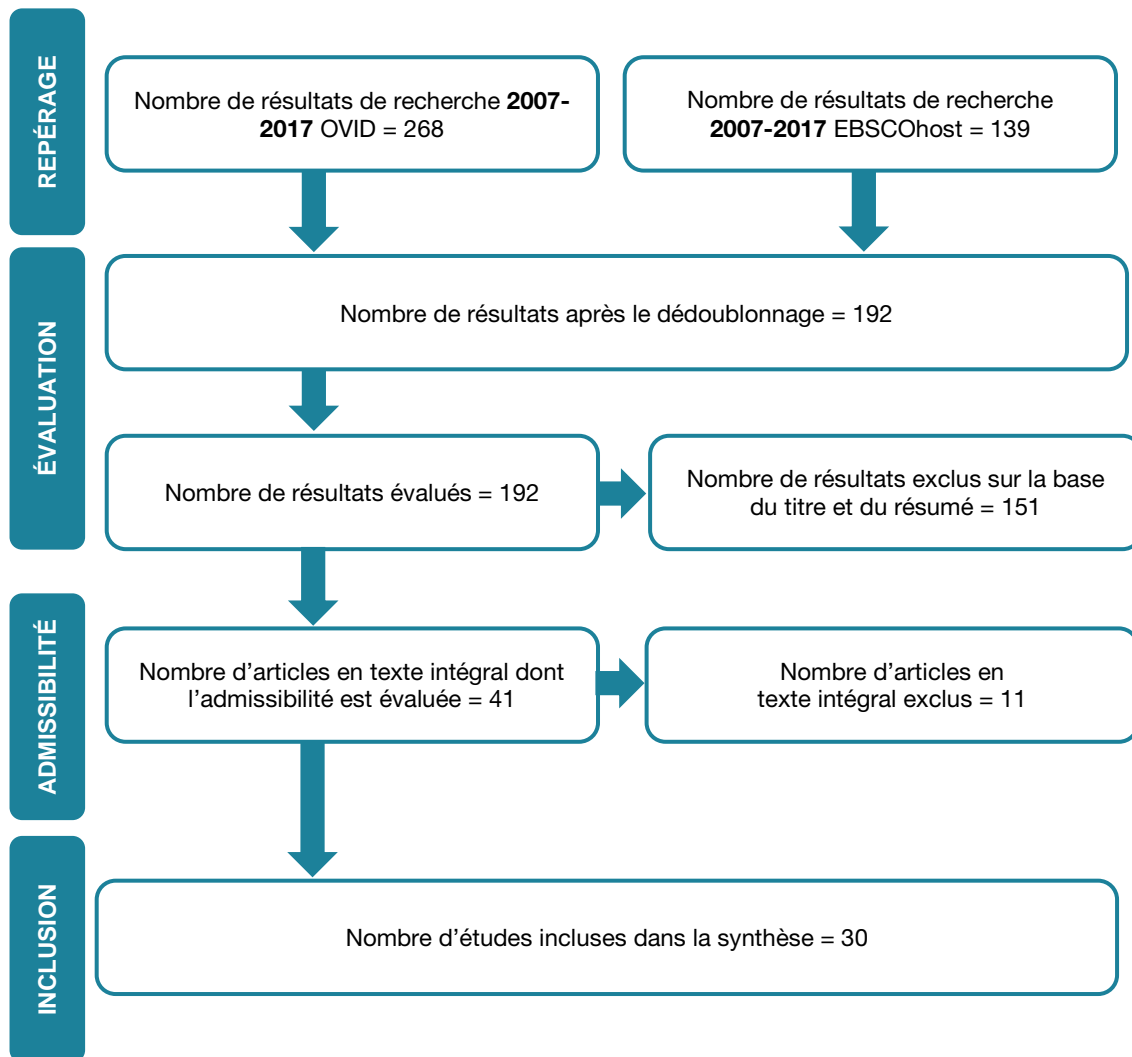 REPÉRAGE
Nombre de résultats de recherche 2007-
2017 OVID = 268
Nombre de résultats de recherche
2007-2017 EBSCOhost = 139
ÉVALUATION
Nombre de résultats après le dédoublonnage = 192
Nombre de résultats évalués = 192
Nombre de résultats exclus sur la base
du titre et du résumé = 151
ADMISSIBILITÉ
Nombre d'articles en texte intégral dont
l'admissibilité est évaluée = 41
Nombre d'articles en
texte intégral exclus = 11
INCLUSION
Nombre d'études incluses dans la synthèse = 30